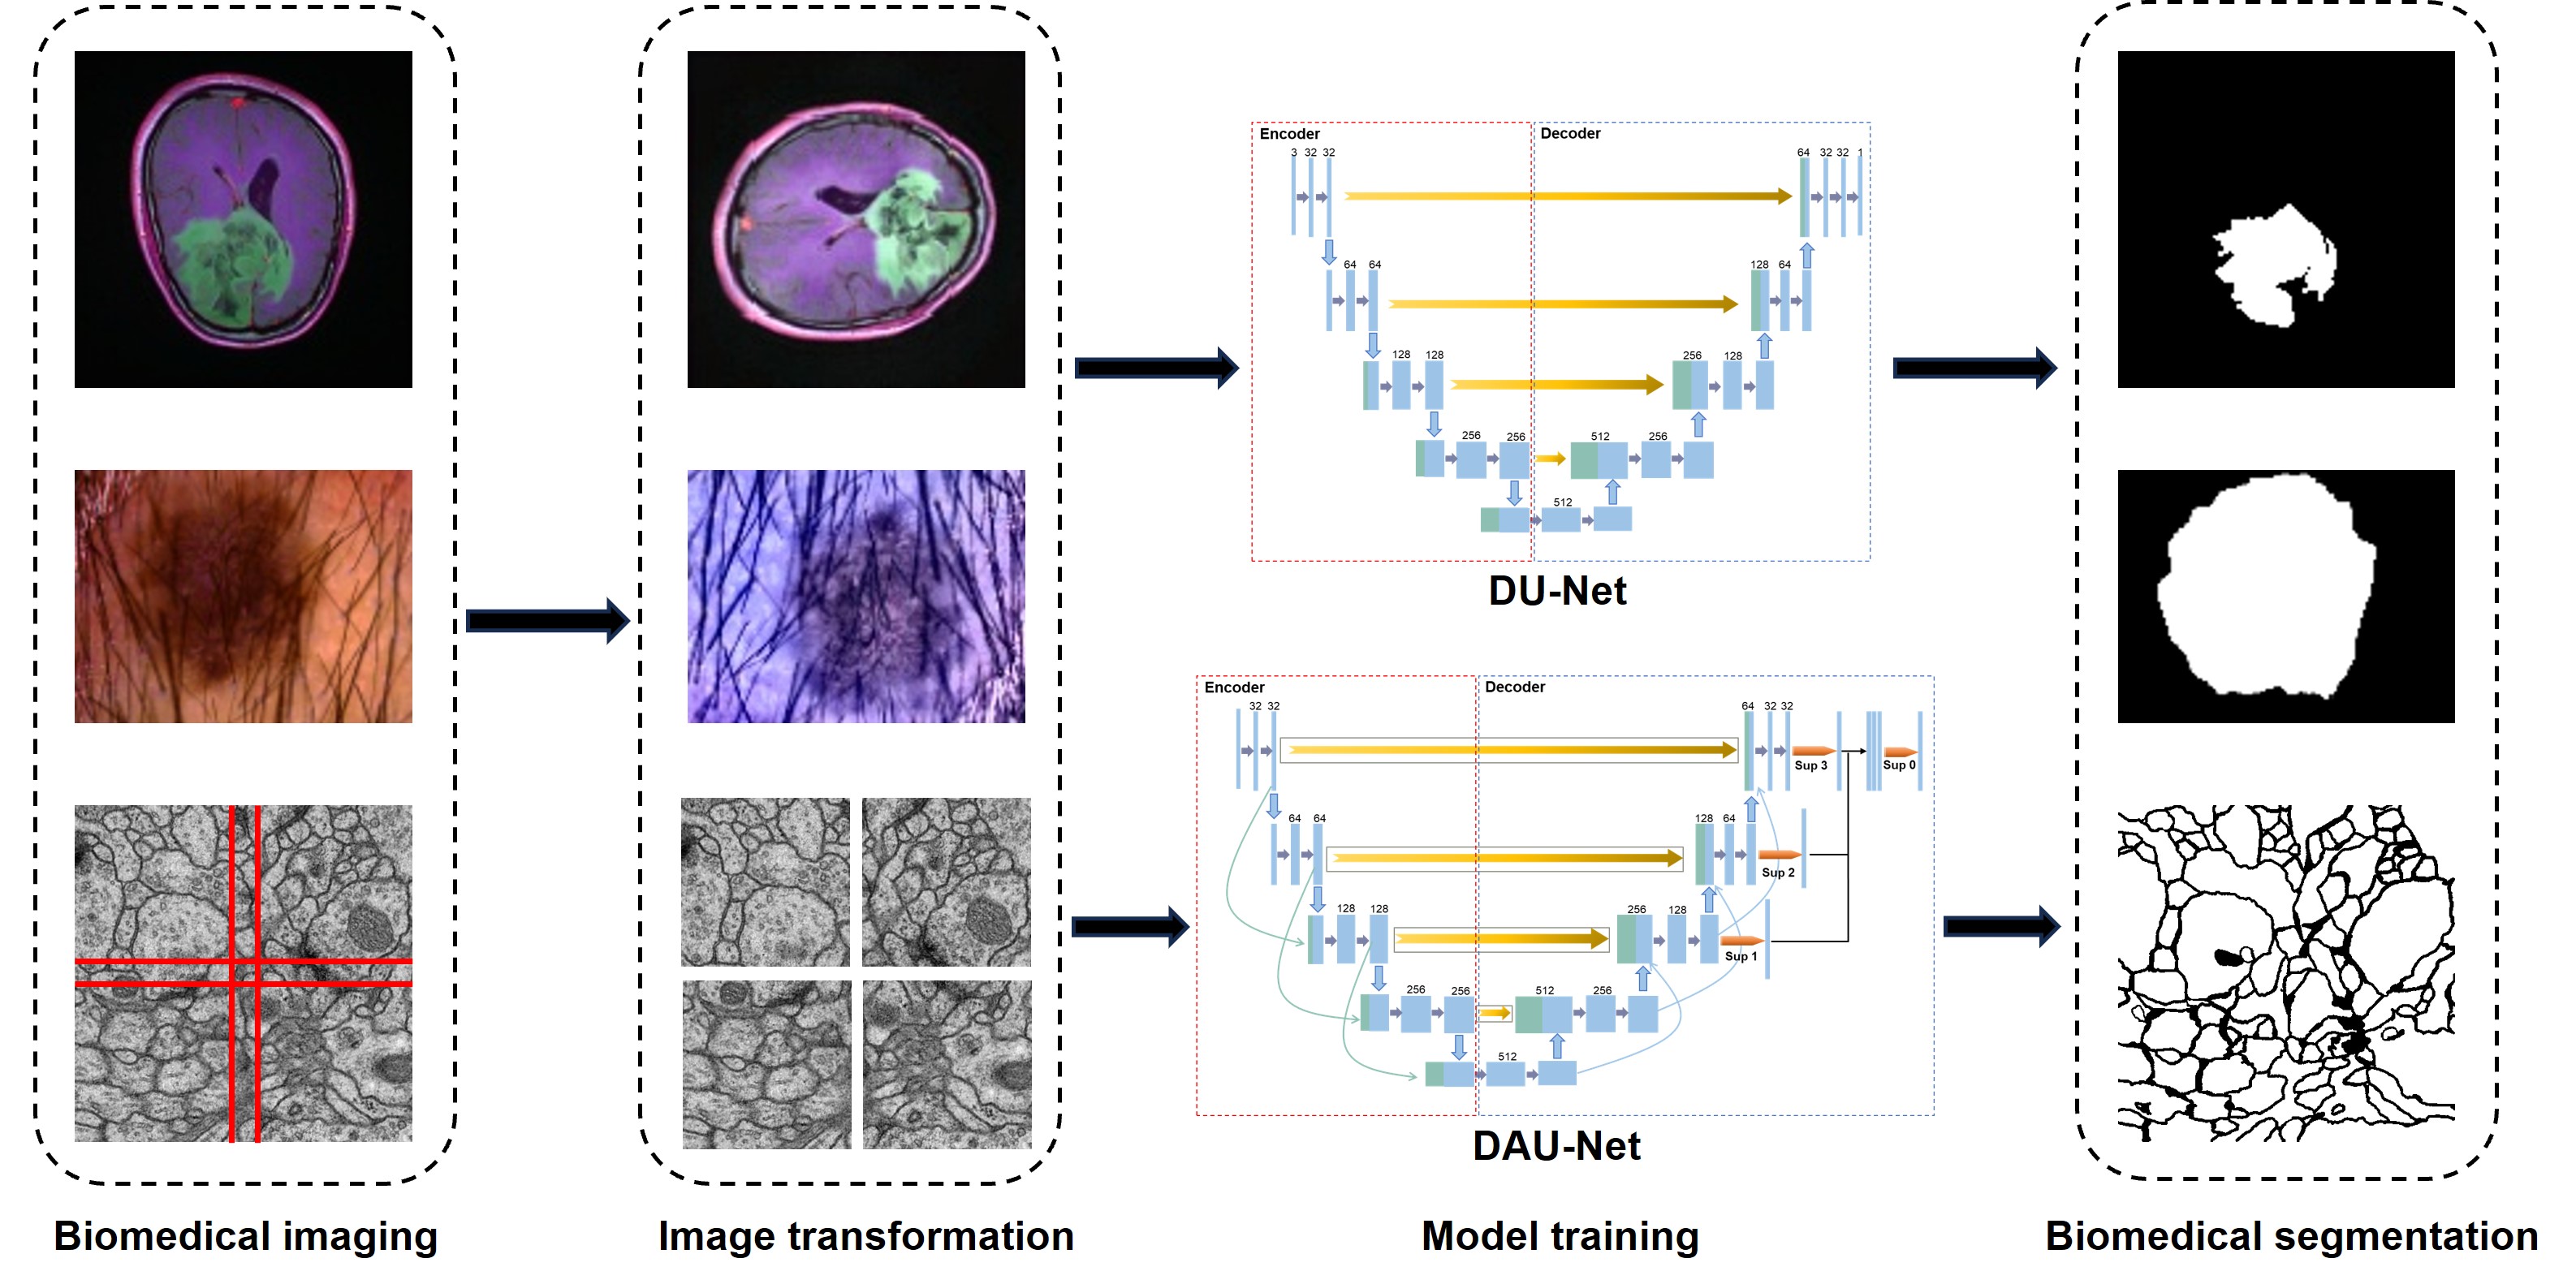 Encoder
Decoder
3 32 32
64 32 32 1
64 64
128 64
128 128
256 128
256 256
512 256
512
DU-Net
Encoder
Decoder
32 32
64 32 32
Sup 3
Sup 0
64 64
128 64
Sup 2
128 128
256 128
Sup 1
256 256
512 256
512
DAU-Net
Biomedical imaging
Image transformation
Model training
Biomedical segmentation